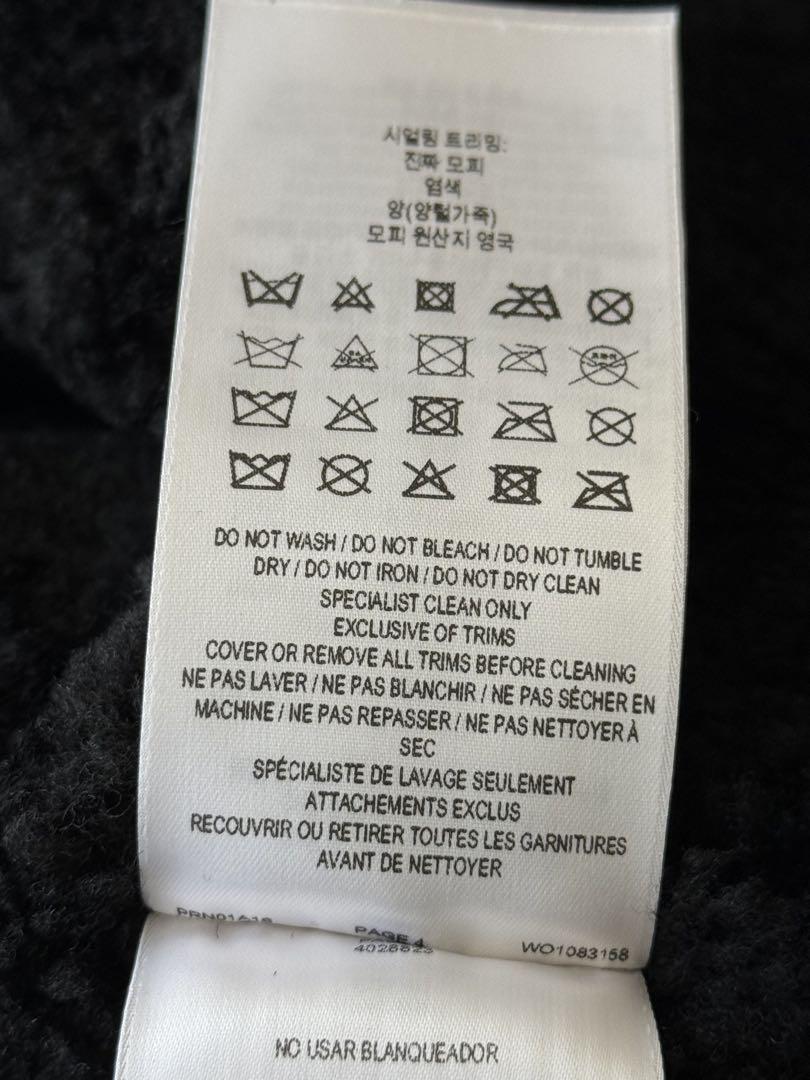 시얼링 트리밍:
진짜 모피
염색
양(양털가죽)
모피 원산지 영국
DO NOT WASH / DO NOT BLEACH / DO NOT TUMBLE
DRY / DO NOT IRON / DO NOT DRY CLEAN
SPECIALIST CLEAN ONLY
EXCLUSIVE OF TRIMS
COVER OR REMOVE ALL TRIMS BEFORE CLEANING
NE PAS LAVER / NE PAS BLANCHIR / NE PAS SÉCHER EN
MACHINE / NE PAS REPASSER / NE PAS NETTOYER À
SEC
SPÉCIALISTE DE LAVAGE SEULEMENT
ATTACHEMENTS EXCLUS
RECOUVRIR OU RETIRER TOUTES LES GARNITURES
AVANT DE NETTOYER
PAGE 4
WO1083158
NO USAR BLANQUEADOR